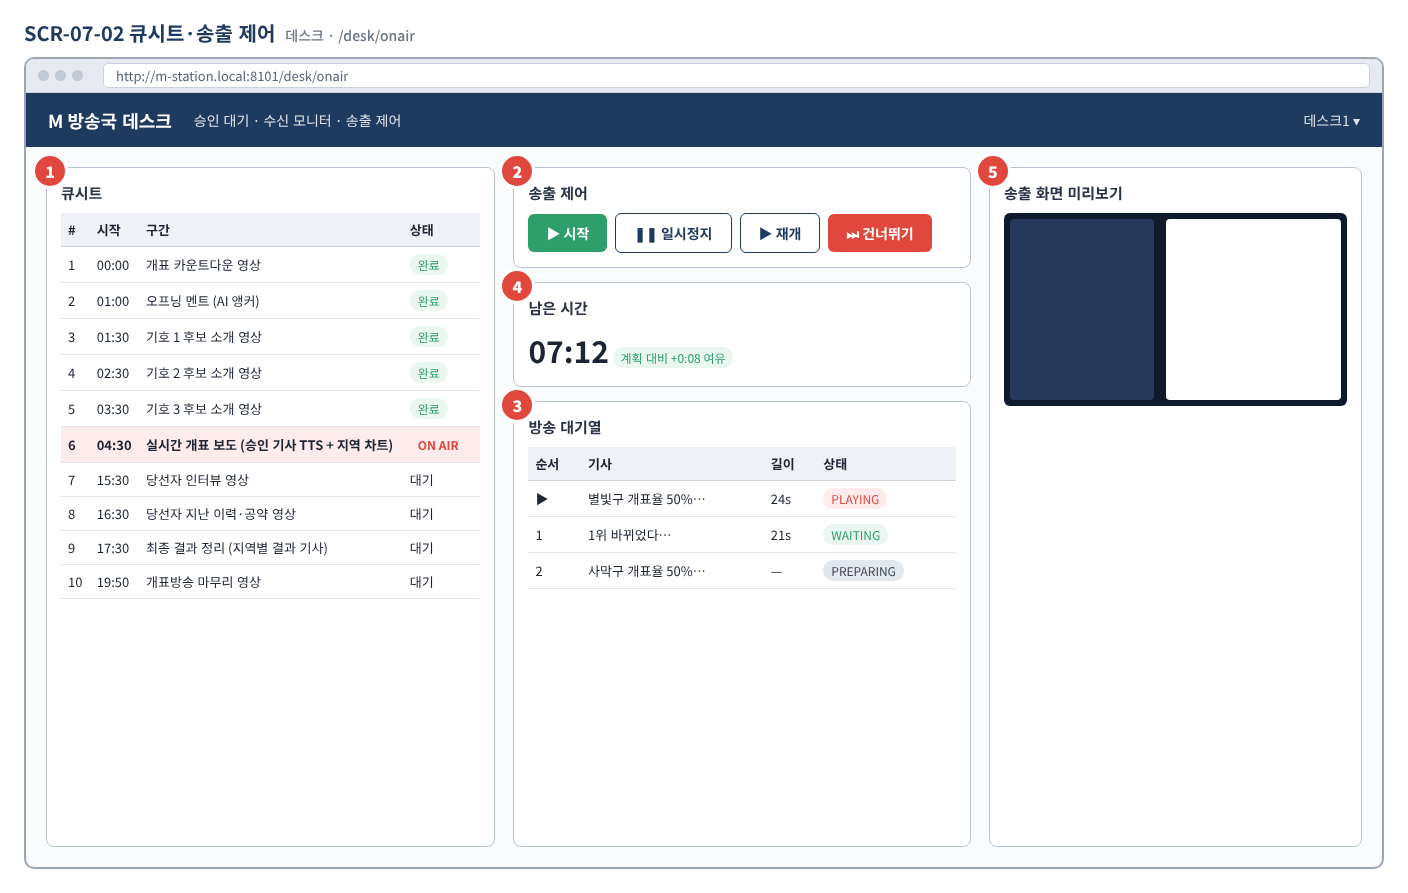 SCR-07-02 큐시트·송출 제어 데스크 · /desk/onair
http://m-station.local:8101/desk/onair
M 방송국 데스크 승인 대기 · 수신 모니터 · 송출 제어 데스크1 ▾
1
큐시트
# 시작 구간 상태
1 00:00 개표 카운트다운 영상 완료
2 01:00 오프닝 멘트 (AI 앵커) 완료
3 01:30 기호 1 후보 소개 영상 완료
4 02:30 기호 2 후보 소개 영상 완료
5 03:30 기호 3 후보 소개 영상 완료
6 04:30 실시간 개표 보도 (승인 기사 TTS + 지역 차트) ON AIR
7 15:30 당선자 인터뷰 영상 대기
8 16:30 당선자 지난 이력·공약 영상 대기
9 17:30 최종 결과 정리 (지역별 결과 기사) 대기
10 19:50 개표방송 마무리 영상 대기
2
송출 제어
▶ 시작 ❚❚ 일시정지 ▶ 재개 ⏭ 건너뛰기
4
남은 시간
07:12 계획 대비 +0:08 여유
3
방송 대기열
순서 기사 길이 상태
▶ 별빛구 개표율 50%… 24s PLAYING
1 1위 바뀌었다… 21s WAITING
2 사막구 개표율 50%… — PREPARING
5
송출 화면 미리보기